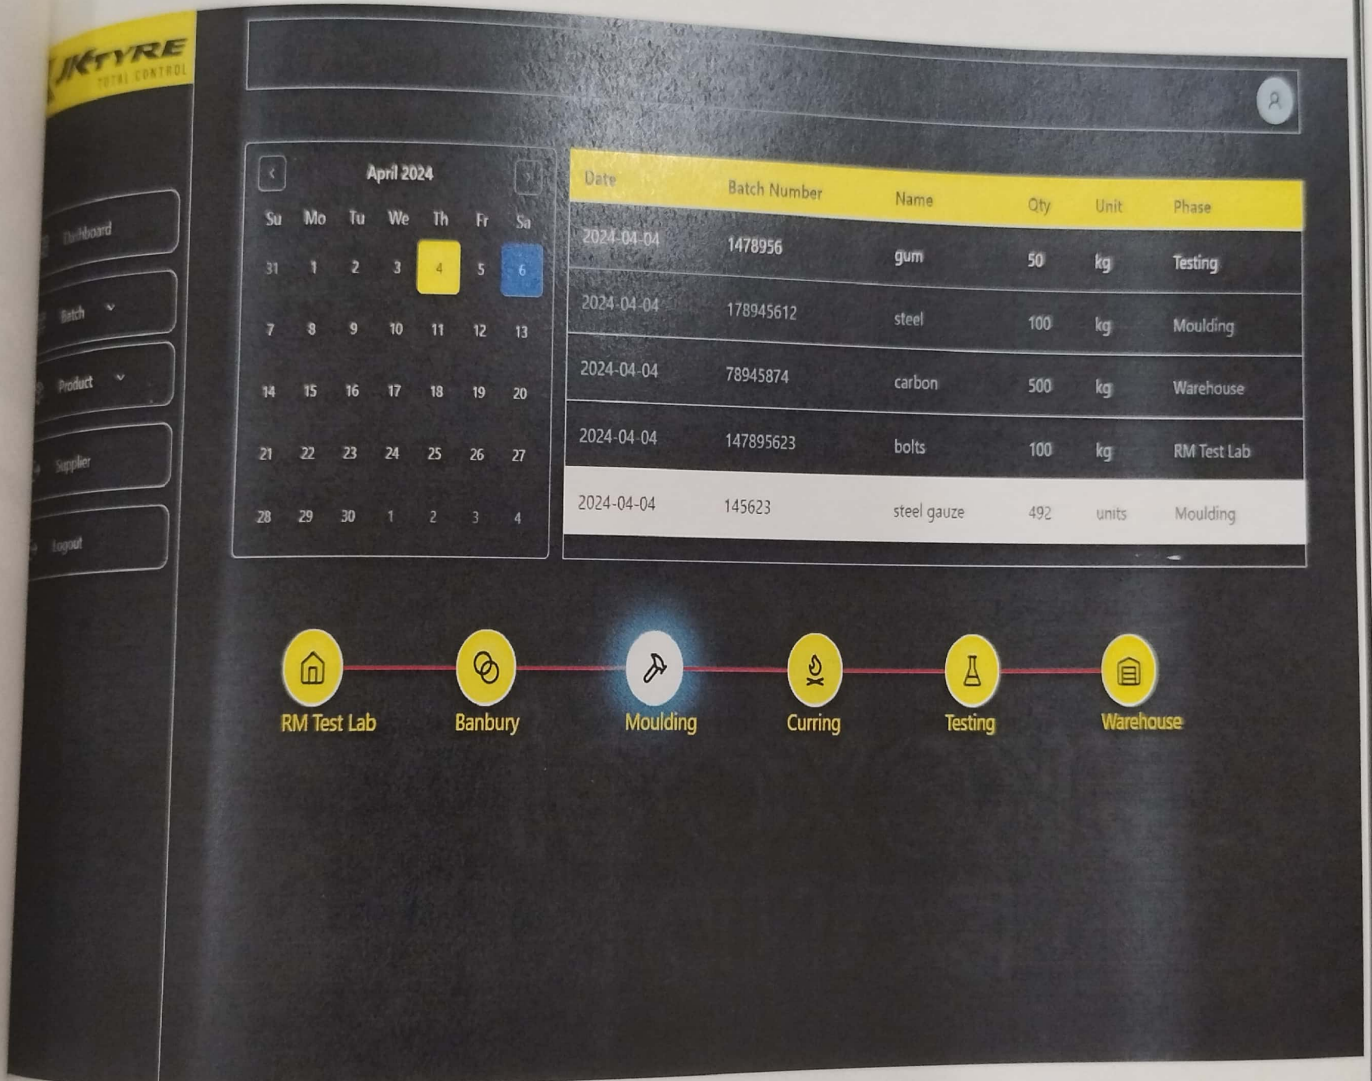 JKTYRE
TOTAL CONTROL
Dashboard
Batch
Product
Supplier
Logout
April 2024
Su Mo Tu We Th Fr Sa
31 1 2 3 4 5 6
7 8 9 10 11 12 13
14 15 16 17 18 19 20
21 22 23 24 25 26 27
28 29 30 1 2 3 4
Date Batch Number Name Qty Unit Phase
2024-04-04 1478956 gum 50 kg Testing
2024-04-04 178945612 steel 100 kg Moulding
2024-04-04 78945874 carbon 500 kg Warehouse
2024-04-04 147895623 bolts 100 kg RM Test Lab
2024-04-04 145623 steel gauze 492 units Moulding
RM Test Lab Banbury Moulding Curring Testing Warehouse